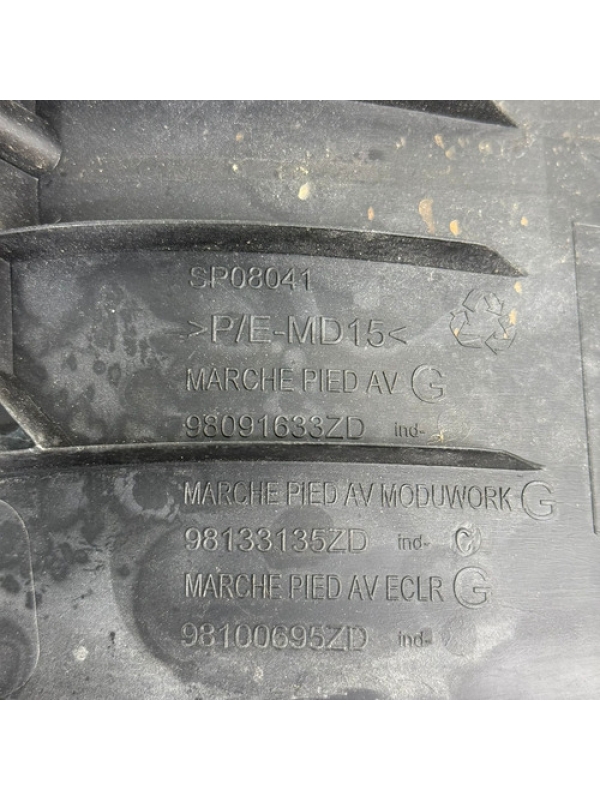 SP08041
>P/E-MD15<
MARCHE PIED AV G
98091633ZD ind-
MARCHE PIED AV MODUWORK G
98133135ZD ind- C
MARCHE PIED AV ECLR G
98100695ZD ind-